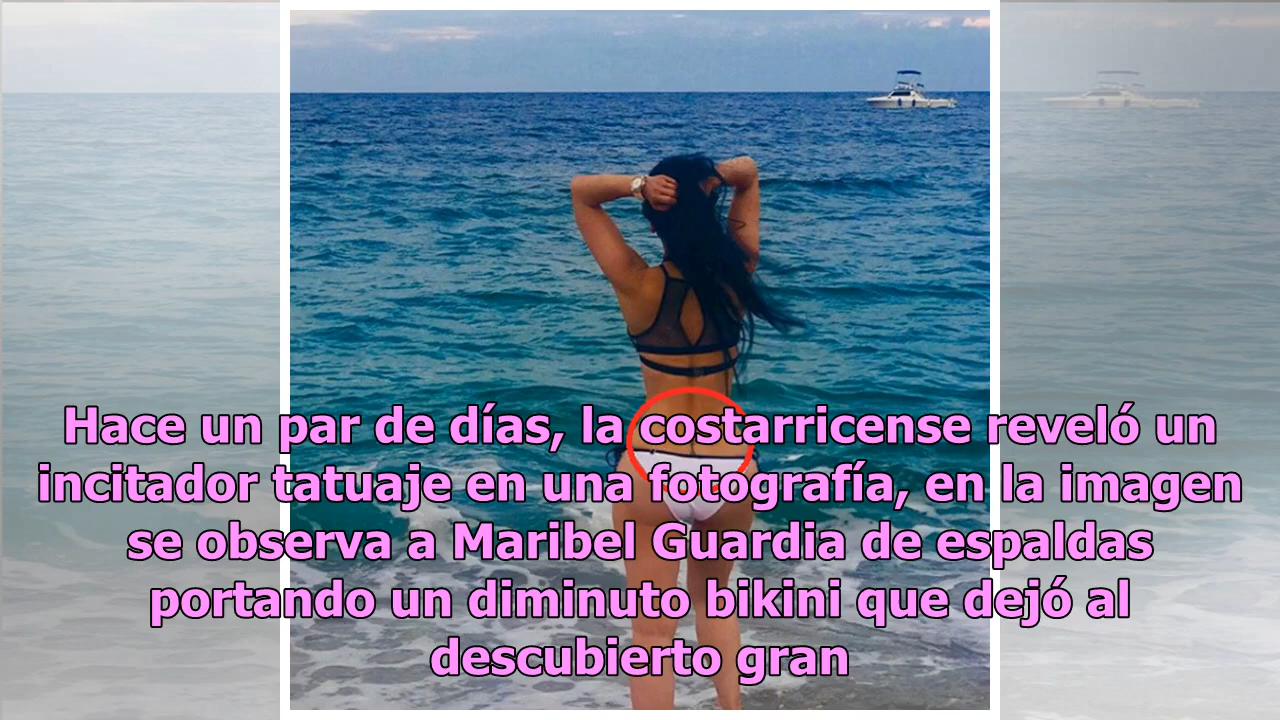 Hace un par de días, la costarricense reveló un
incitador tatuaje en una fotografía, en la imagen
se observa a Maribel Guardia de espaldas
portando un diminuto bikini que dejó al
descubierto gran